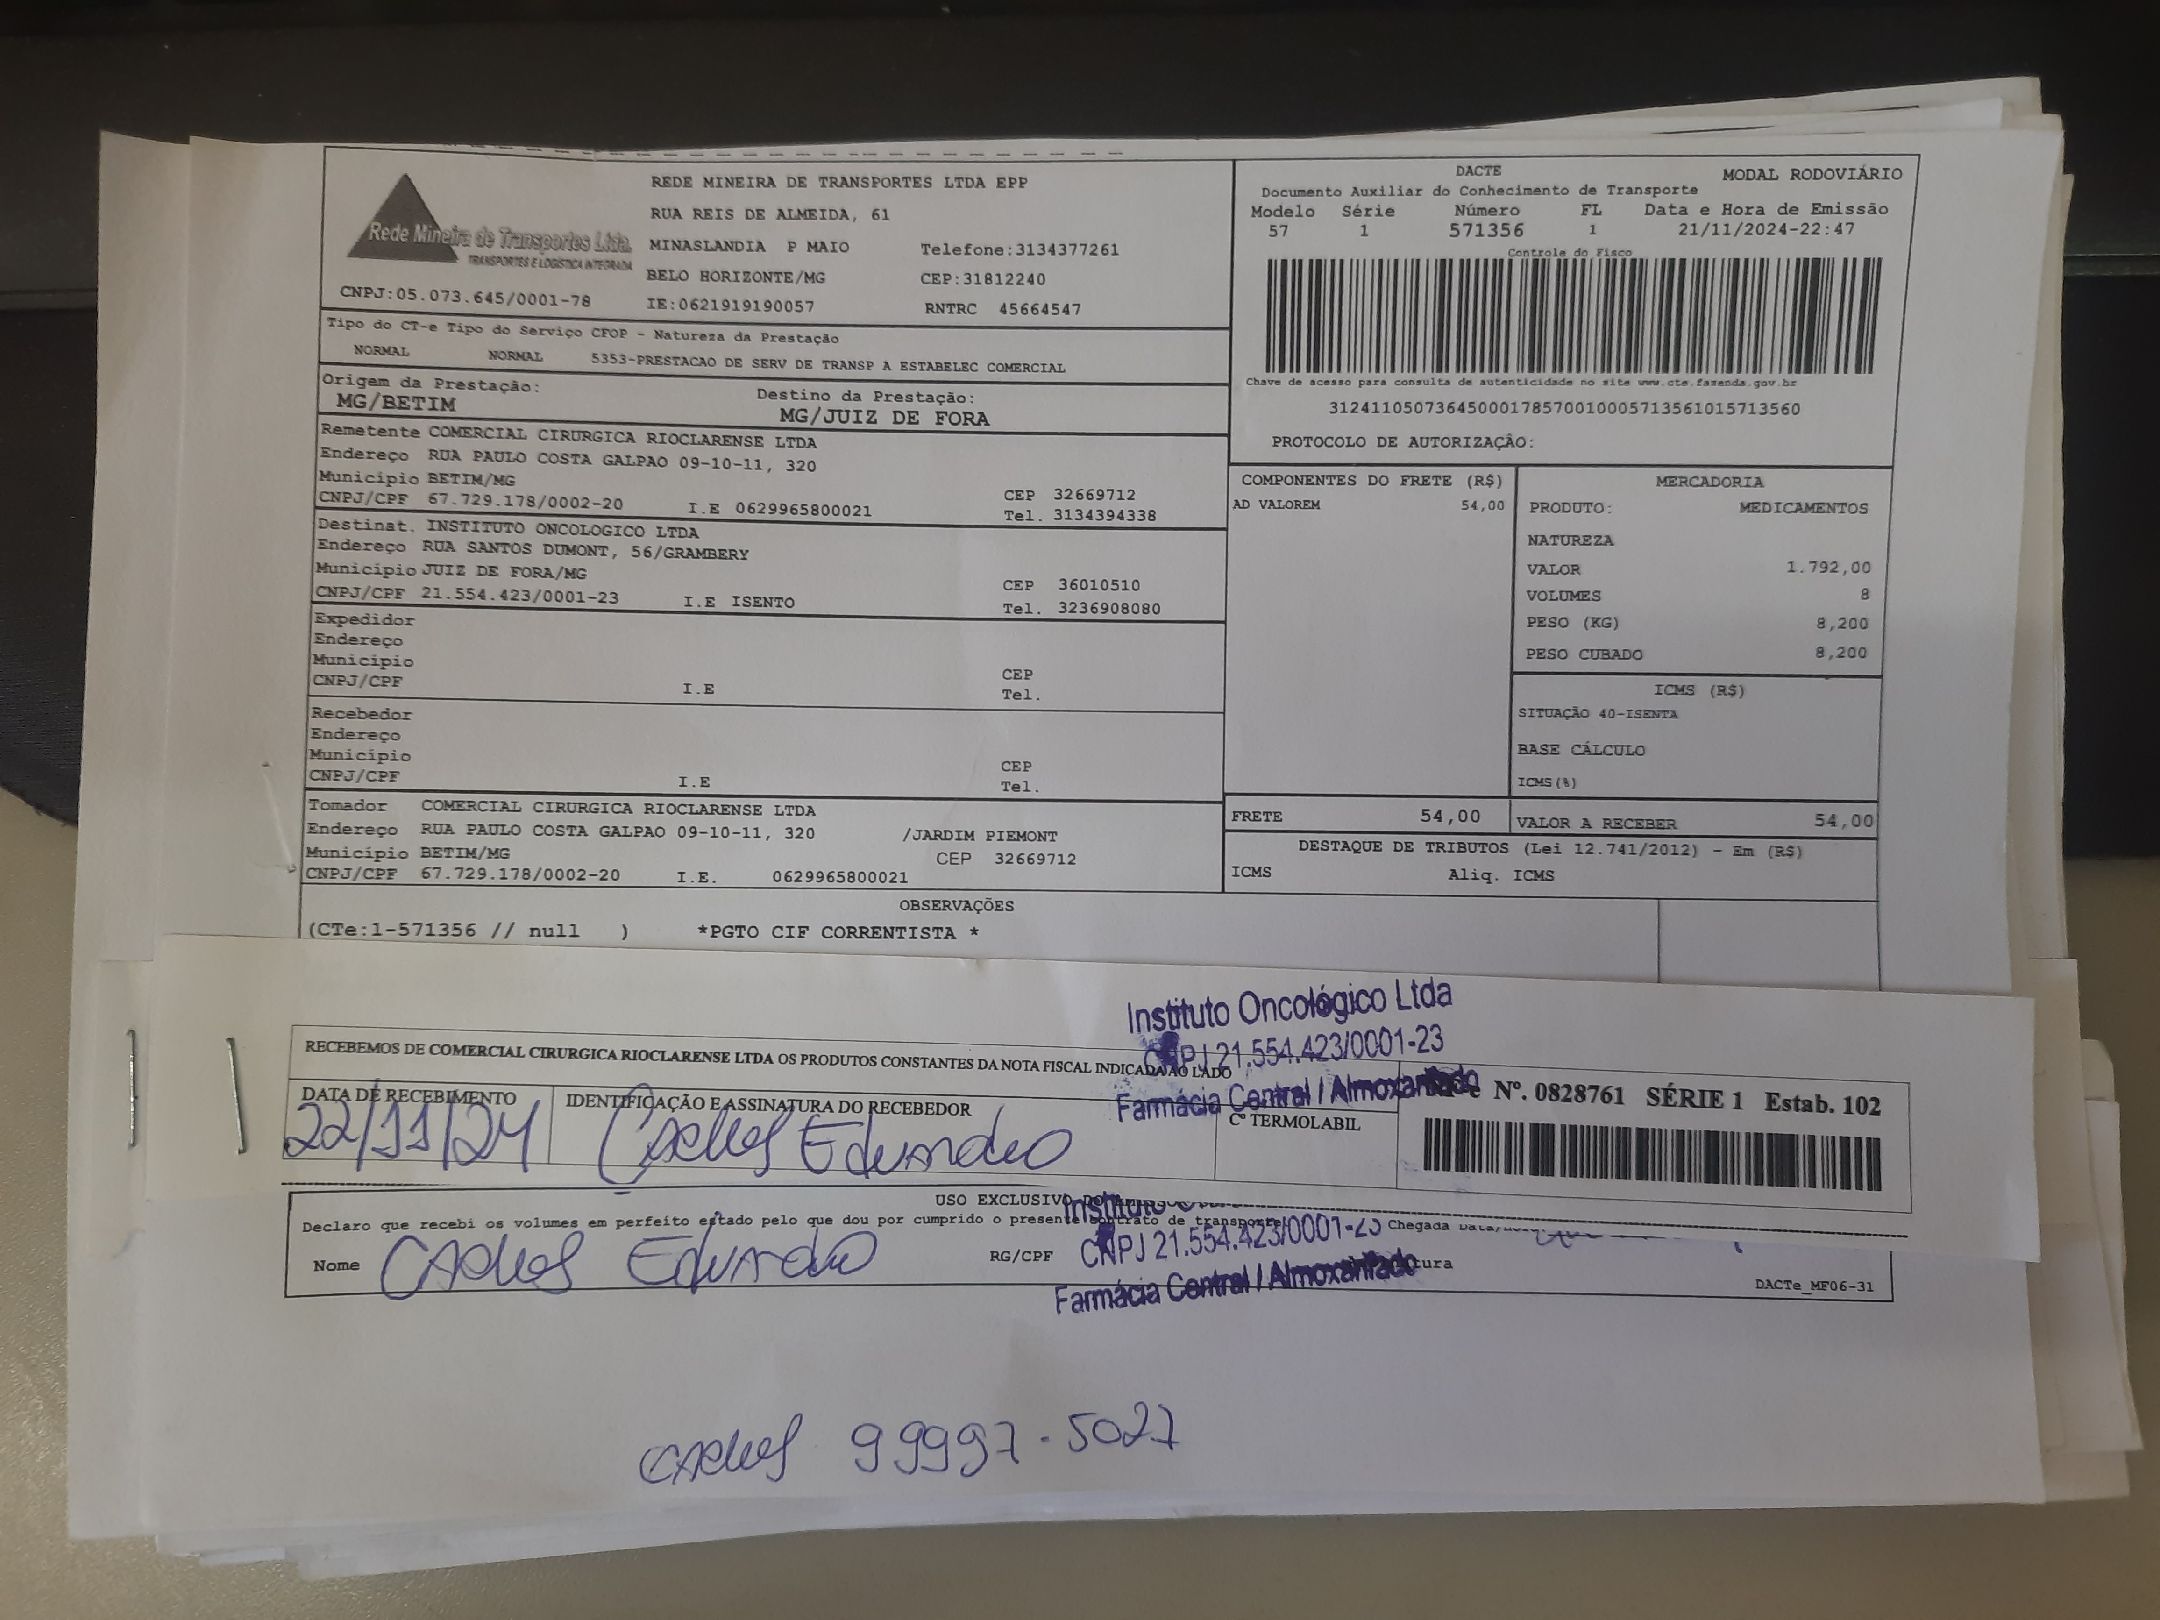 Rede Mineira de Transportes Ltda.
TRANSPORTES E LOGÍSTICA INTEGRADA
CNPJ:05.073.645/0001-78
REDE MINEIRA DE TRANSPORTES LTDA EPP
RUA REIS DE ALMEIDA, 61
MINASLANDIA P MAIO Telefone:3134377261
BELO HORIZONTE/MG CEP:31812240
IE:0621919190057 RNTRC 45664547
DACTE MODAL RODOVIÁRIO
Documento Auxiliar do Conhecimento de Transporte
Modelo Série Número FL Data e Hora de Emissão
57 1 571356 1 21/11/2024-22:47
Controle do Fisco
Chave de acesso para consulta de autenticidade no site www.cte.fazenda.gov.br
31241105073645000178570010005713561015713560
PROTOCOLO DE AUTORIZAÇÃO:
Tipo do CT-e Tipo do Serviço CFOP - Natureza da Prestação
NORMAL NORMAL 5353-PRESTACAO DE SERV DE TRANSP A ESTABELEC COMERCIAL
Origem da Prestação: Destino da Prestação:
MG/BETIM MG/JUIZ DE FORA
Remetente COMERCIAL CIRURGICA RIOCLARENSE LTDA
Endereço RUA PAULO COSTA GALPAO 09-10-11, 320
Município BETIM/MG CEP 32669712
CNPJ/CPF 67.729.178/0002-20 I.E 0629965800021 Tel. 3134394338
Destinat. INSTITUTO ONCOLOGICO LTDA
Endereço RUA SANTOS DUMONT, 56/GRAMBERY
Município JUIZ DE FORA/MG CEP 36010510
CNPJ/CPF 21.554.423/0001-23 I.E ISENTO Tel. 3236908080
Expedidor
Endereço
Município CEP
CNPJ/CPF I.E Tel.
Recebedor
Endereço
Município CEP
CNPJ/CPF I.E Tel.
Tomador COMERCIAL CIRURGICA RIOCLARENSE LTDA
Endereço RUA PAULO COSTA GALPAO 09-10-11, 320 /JARDIM PIEMONT
Município BETIM/MG CEP 32669712
CNPJ/CPF 67.729.178/0002-20 I.E. 0629965800021
COMPONENTES DO FRETE (R$)
AD VALOREM 54,00
MERCADORIA
PRODUTO: MEDICAMENTOS
NATUREZA
VALOR 1.792,00
VOLUMES 8
PESO (KG) 8,200
PESO CUBADO 8,200
ICMS (R$)
SITUAÇÃO 40-ISENTA
BASE CÁLCULO
ICMS(%)
FRETE 54,00 VALOR A RECEBER 54,00
DESTAQUE DE TRIBUTOS (Lei 12.741/2012) - Em (R$)
ICMS Aliq. ICMS
OBSERVAÇÕES
(CTe:1-571356 // null ) *PGTO CIF CORRENTISTA *
Instituto Oncológico Ltda
CNPJ 21.554.423/0001-23
Farmácia Central / Almoxarifado
RECEBEMOS DE COMERCIAL CIRURGICA RIOCLARENSE LTDA OS PRODUTOS CONSTANTES DA NOTA FISCAL INDICADA AO LADO
DATA DE RECEBIMENTO IDENTIFICAÇÃO E ASSINATURA DO RECEBEDOR
22/11/24 Carlos Eduardo
Cº TERMOLABIL
Nº. 0828761 SÉRIE 1 Estab. 102
USO EXCLUSIVO
Declaro que recebi os volumes em perfeito estado pelo que dou por cumprido o presente contrato de transporte Chegada
Nome Carlos Eduardo RG/CPF
Instituto
CNPJ 21.554.423/0001-23
Farmácia Central / Almoxarifado
DACTe_MF06-31
Carlos 99997-5027